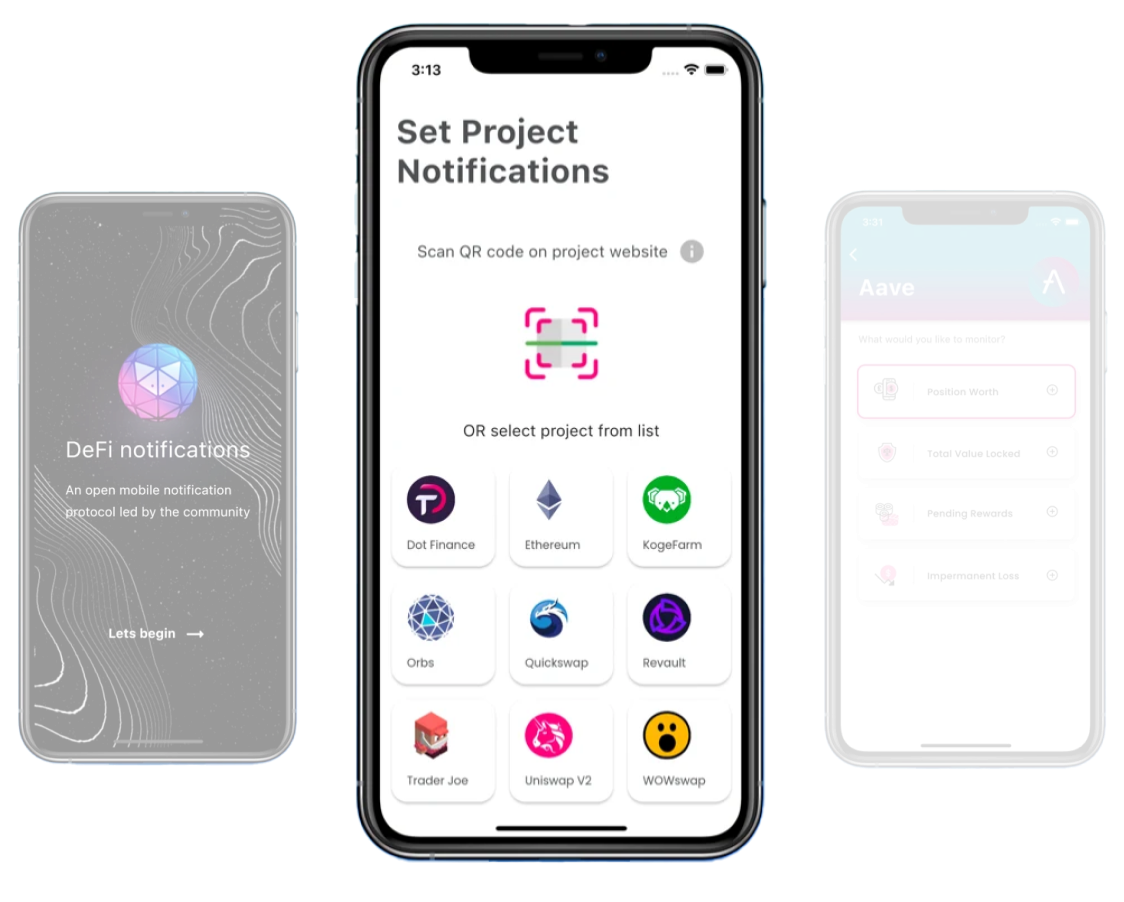 DeFi notifications
An open mobile notification
protocol led by the community
Lets begin
3:13
Set Project
Notifications
Scan QR code on project website
OR select project from list
Dot Finance
Ethereum
KogeFarm
Orbs
Quickswap
Revault
Trader Joe
Uniswap V2
WOWswap
3:31
Aave
What would you like to monitor?
Position Worth
Total Value Locked
Pending Rewards
Impermanent Loss